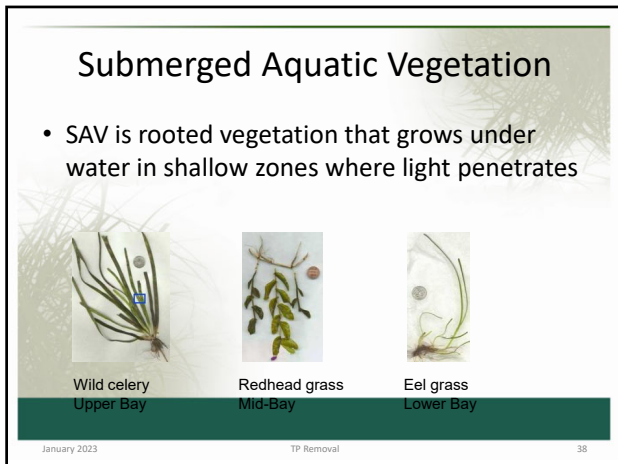 Submerged Aquatic Vegetation
• SAV is rooted vegetation that grows under
water in shallow zones where light penetrates
Wild celery
Upper Bay
Redhead grass
Mid-Bay
Eel grass
Lower Bay
January 2023
TP Removal
38